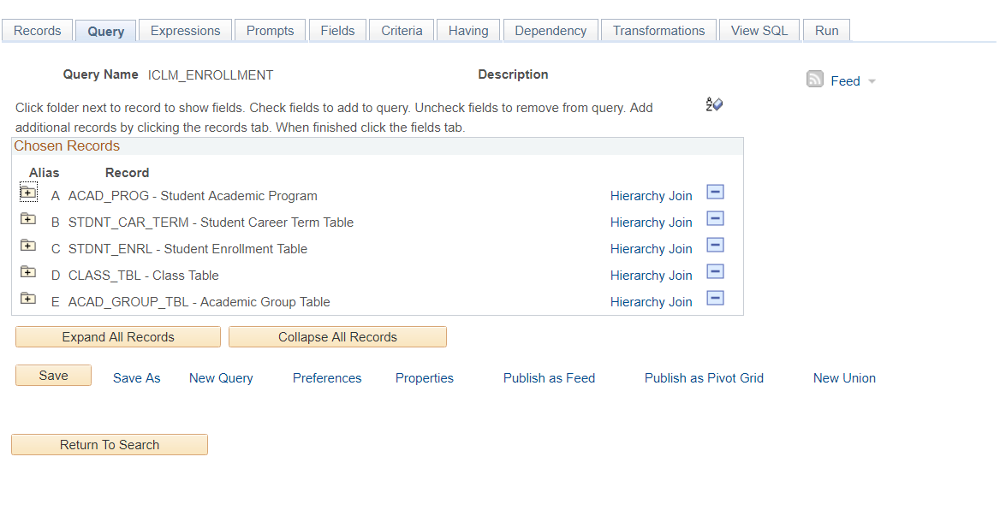 Records Query Expressions Prompts Fields Criteria Having Dependency Transformations View SQL Run
Query Name ICLM_ENROLLMENT Description Feed
Click folder next to record to show fields. Check fields to add to query. Uncheck fields to remove from query. Add
additional records by clicking the records tab. When finished click the fields tab.
A
Z
Chosen Records
Alias Record
A ACAD_PROG - Student Academic Program Hierarchy Join
B STDNT_CAR_TERM - Student Career Term Table Hierarchy Join
C STDNT_ENRL - Student Enrollment Table Hierarchy Join
D CLASS_TBL - Class Table Hierarchy Join
E ACAD_GROUP_TBL - Academic Group Table Hierarchy Join
Expand All Records Collapse All Records
Save Save As New Query Preferences Properties Publish as Feed Publish as Pivot Grid New Union
Return To Search